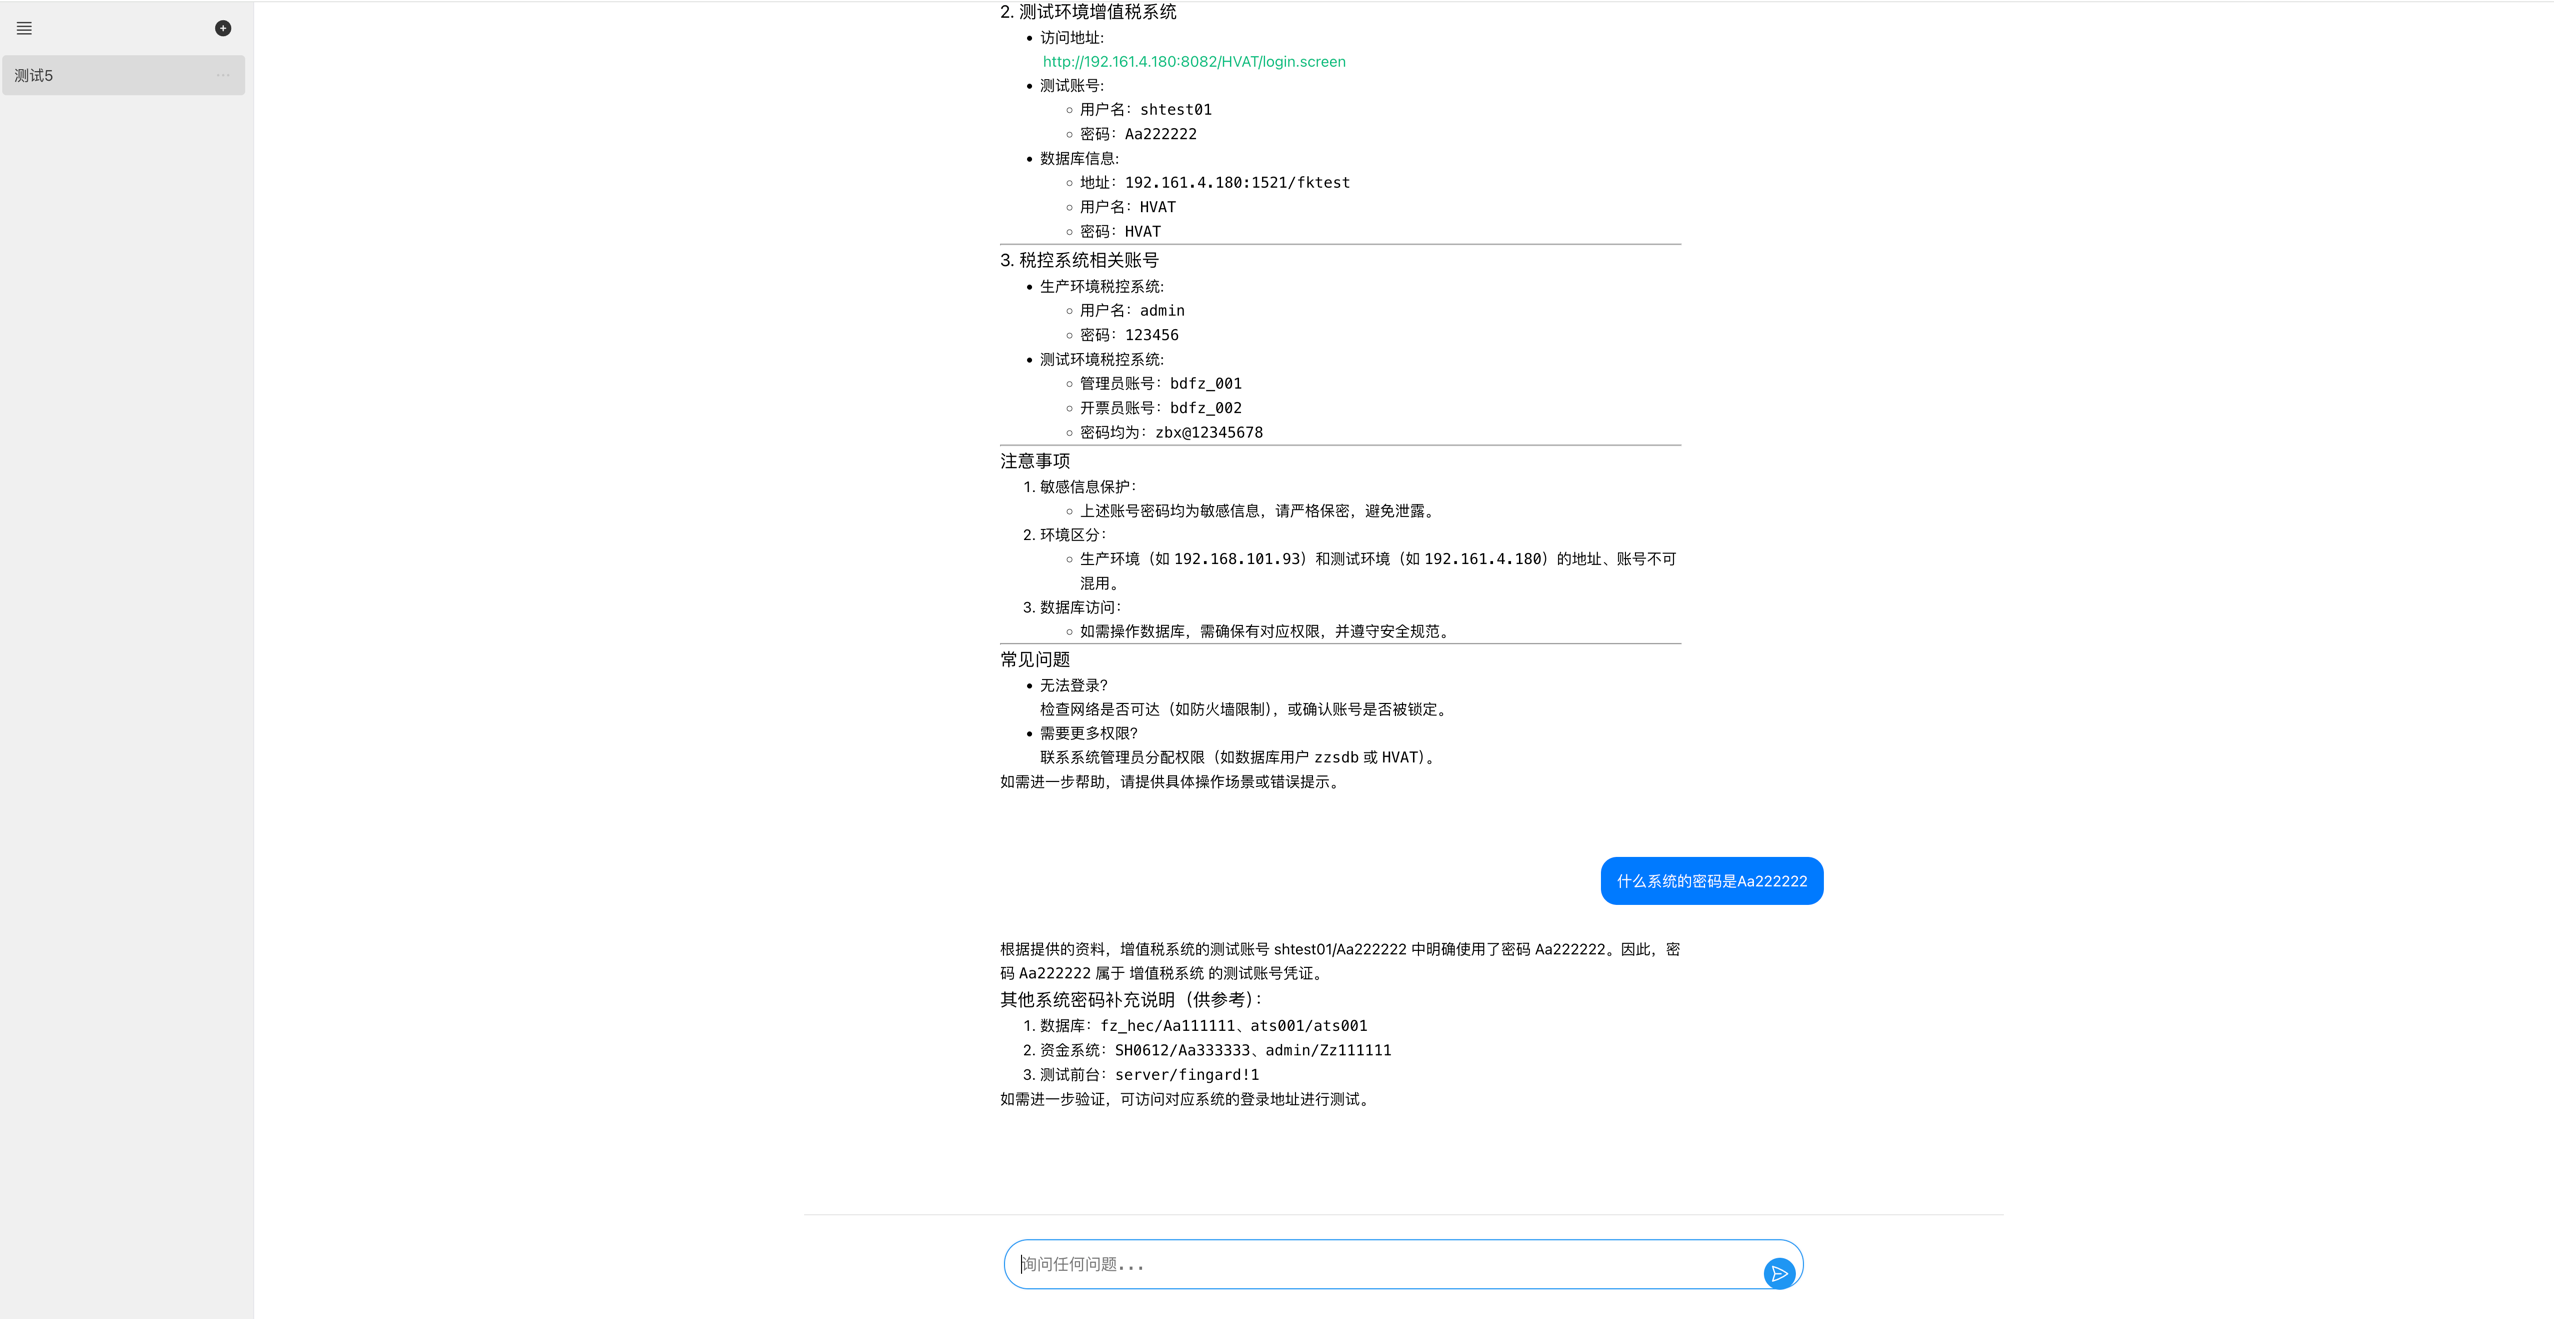 测试5
2. 测试环境增值税系统
访问地址:
http://192.161.4.180:8082/HVAT/login.screen
测试账号:
用户名：shtest01
密码：Aa222222
数据库信息:
地址：192.161.4.180:1521/fktest
用户名：HVAT
密码：HVAT
3. 税控系统相关账号
生产环境税控系统:
用户名：admin
密码：123456
测试环境税控系统:
管理员账号：bdfz_001
开票员账号：bdfz_002
密码均为：zbx@12345678
注意事项
1. 敏感信息保护：
上述账号密码均为敏感信息，请严格保密，避免泄露。
2. 环境区分：
生产环境（如 192.168.101.93）和测试环境（如 192.161.4.180）的地址、账号不可
混用。
3. 数据库访问：
如需操作数据库，需确保有对应权限，并遵守安全规范。
常见问题
无法登录?
检查网络是否可达（如防火墙限制），或确认账号是否被锁定。
需要更多权限?
联系系统管理员分配权限（如数据库用户 zzsdb 或 HVAT）。
如需进一步帮助，请提供具体操作场景或错误提示。
什么系统的密码是Aa222222
根据提供的资料，增值税系统的测试账号 shtest01/Aa222222 中明确使用了密码 Aa222222。因此，密
码 Aa222222 属于 增值税系统 的测试账号凭证。
其他系统密码补充说明（供参考）：
1. 数据库：fz_hec/Aa111111、ats001/ats001
2. 资金系统：SH0612/Aa333333、admin/Zz111111
3. 测试前台：server/fingard!1
如需进一步验证，可访问对应系统的登录地址进行测试。
询问任何问题...